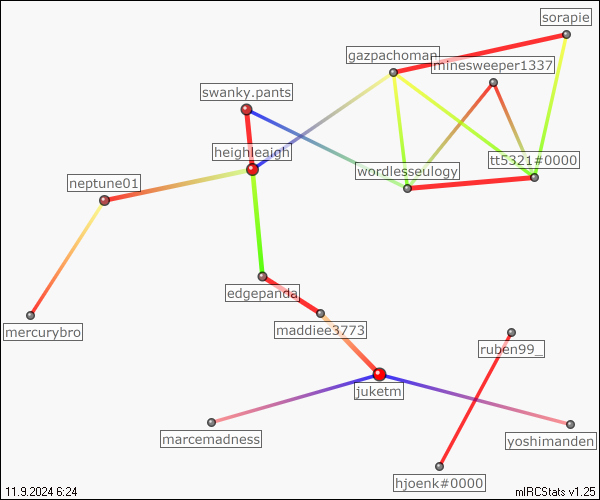 sorapie
gazpachoman
minesweeper1337
swanky.pants
heighleaigh
wordlesseulogy
tt5321#0000
neptune01
edgepanda
mercurybro
maddiee3773
ruben99_
juketm
marcemadness
yoshimanden
hjoenk#0000
11.9.2024 6:24
mIRCStats v1.25